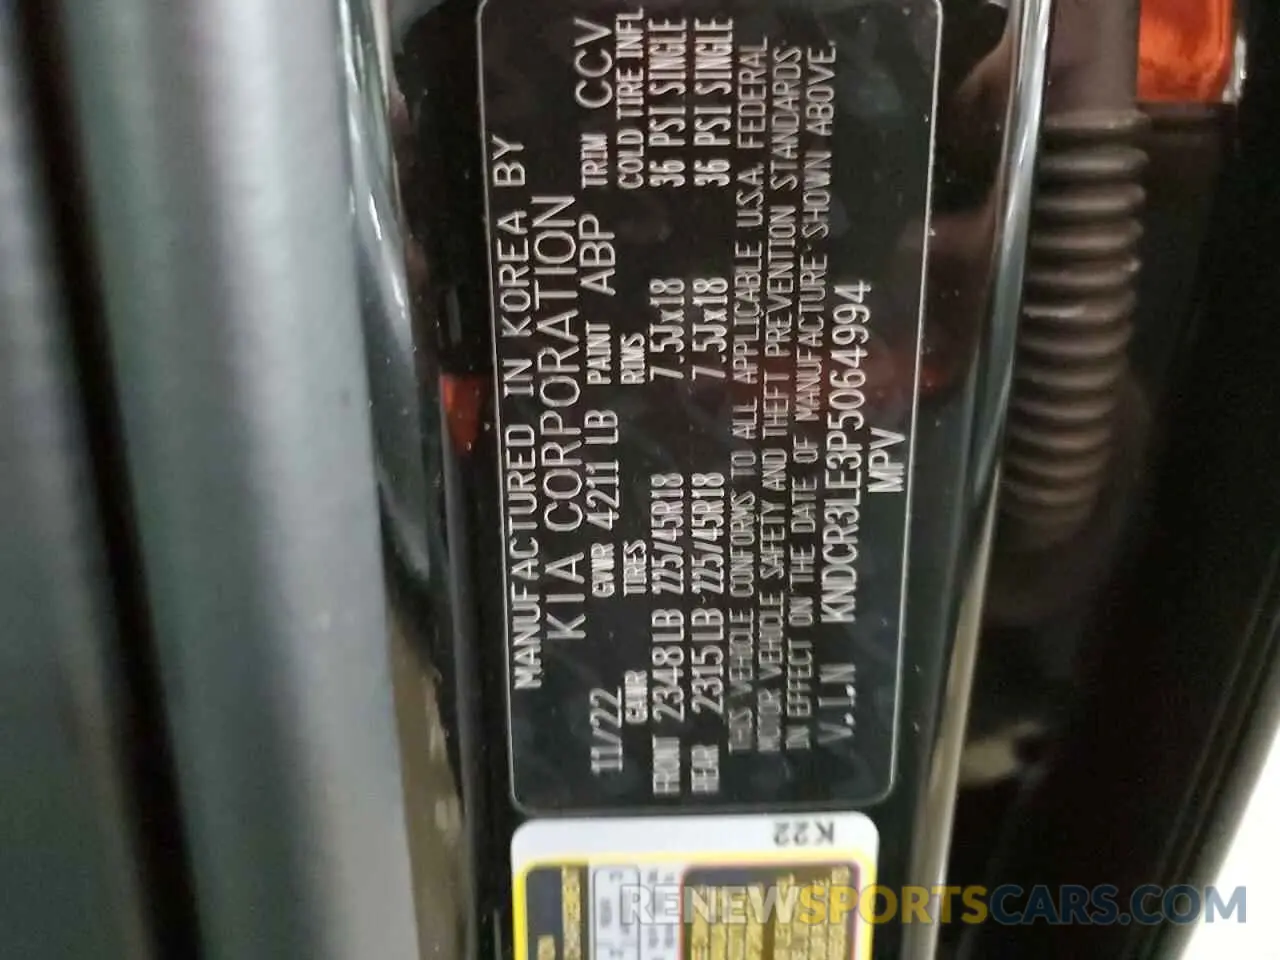 MANUFACTURED IN KOREA BY
KIA CORPORATION
11/22 GVWR 4211 LB PAINT ABP TRIM CCV
GAWR TIRES RIMS COLD TIRE INFL
FRONT 2348LB 225/45R18 7.5Jx18 36 PSI SINGLE
REAR 2315LB 225/45R18 7.5Jx18 36 PSI SINGLE
THIS VEHICLE CONFORMS TO ALL APPLICABLE U.S.A. FEDERAL
MOTOR VEHICLE SAFETY AND THEFT PREVENTION STANDARDS
IN EFFECT ON THE DATE OF MANUFACTURE SHOWN ABOVE.
V.I.N KNDCR3LE3P5064994
MPV
K22
RENEWSPORTSCARS.COM